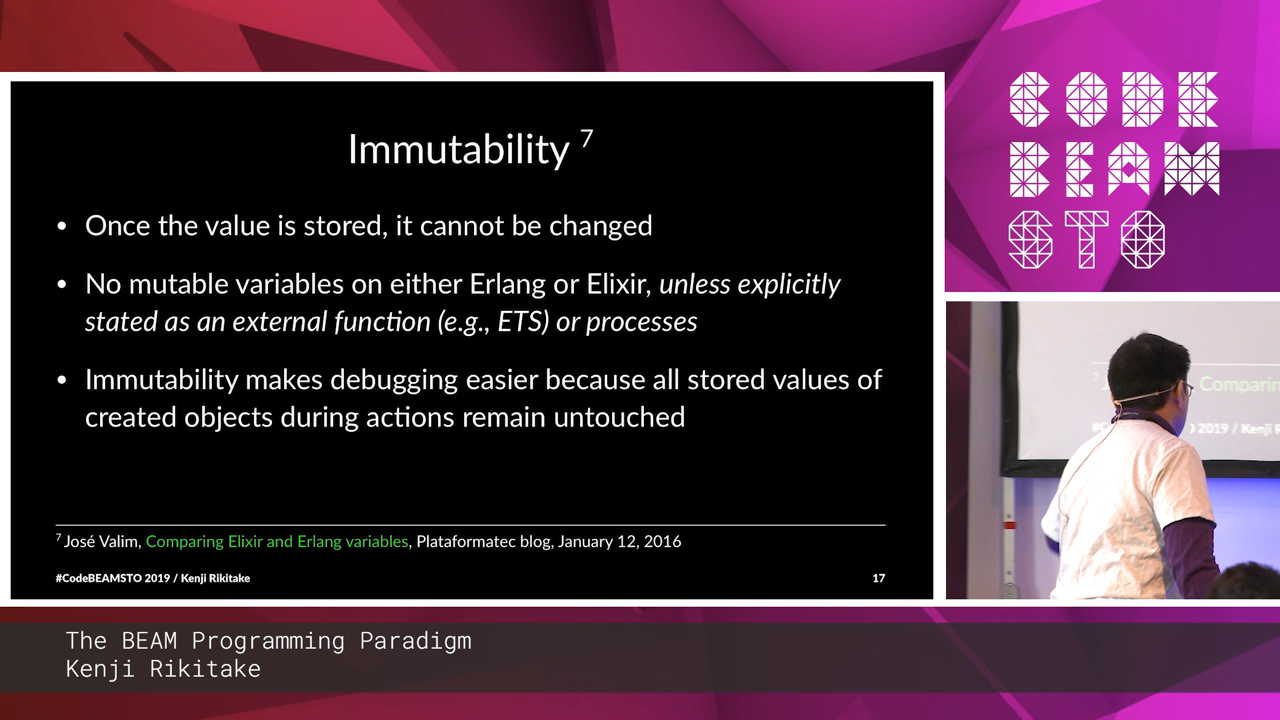 CODE
BEAM
STO
Immutability 7
• Once the value is stored, it cannot be changed
• No mutable variables on either Erlang or Elixir, unless explicitly
stated as an external function (e.g., ETS) or processes
• Immutability makes debugging easier because all stored values of
created objects during actions remain untouched
7 José Valim, Comparing Elixir and Erlang variables, Plataformatec blog, January 12, 2016
#CodeBEAMSTO 2019 / Kenji Rikitake
17
The BEAM Programming Paradigm
Kenji Rikitake